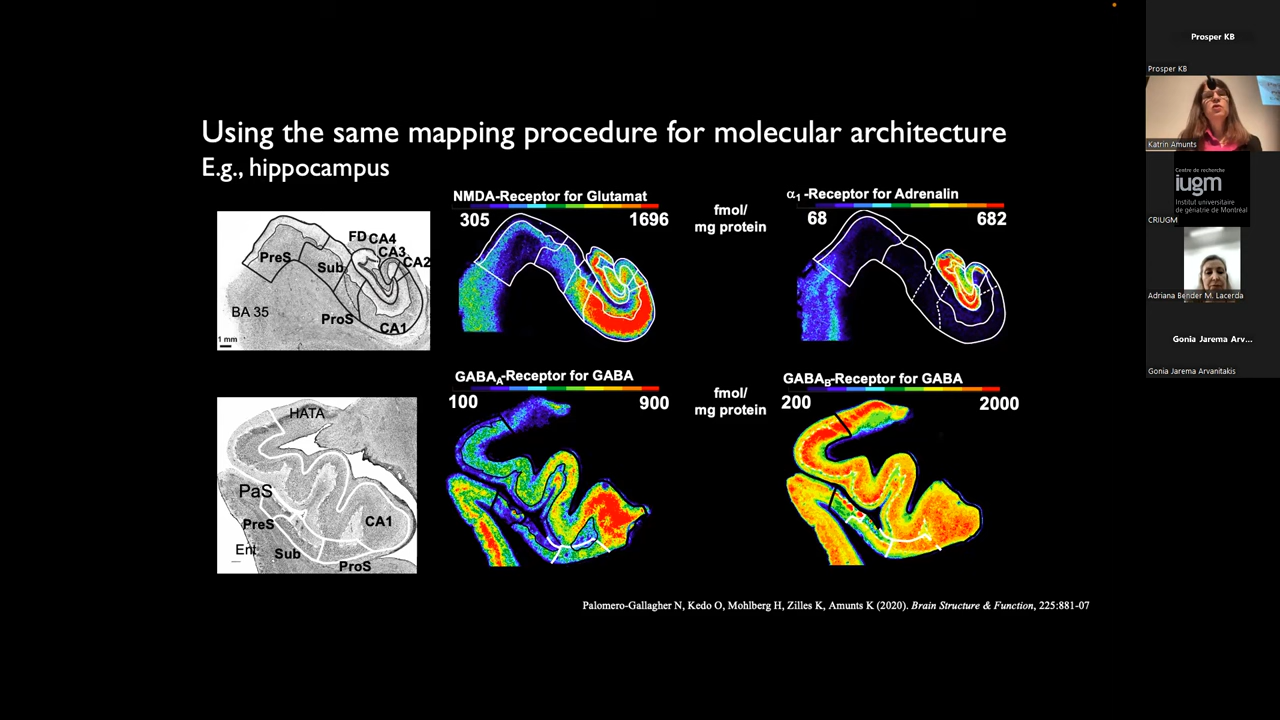 Using the same mapping procedure for molecular architecture
E.g., hippocampus
NMDA-Receptor for Glutamat
305 1696
fmol/
mg protein
α1 -Receptor for Adrenalin
68 682
FD CA4
CA3
CA2
PreS
Sub
BA 35
ProS
CA1
1 mm
GABAA-Receptor for GABA
100 900
fmol/
mg protein
GABAB-Receptor for GABA
200 2000
HATA
PaS
PreS
CA1
Ent
Sub
ProS
Palomero-Gallagher N, Kedo O, Mohlberg H, Zilles K, Amunts K (2020). Brain Structure & Function, 225:881-07
Prosper KB
Prosper KB
Katrin Amunts
Centre de recherche
iugm
Institut universitaire
de gériatrie de Montréal
CRIUGM
Adriana Bender M. Lacerda
Gonia Jarema Arv...
Gonia Jarema Arvanitakis